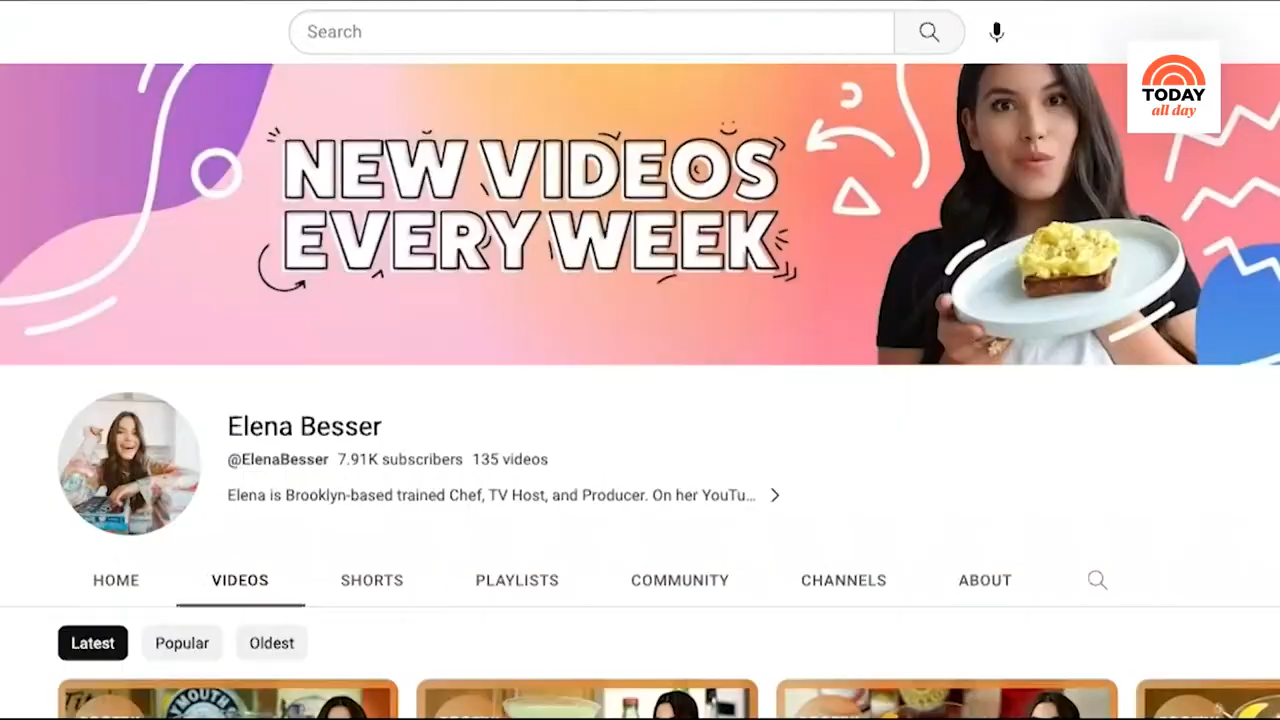 Search
TODAY
all day
NEW VIDEOS
EVERY WEEK
Elena Besser
@ElenaBesser 7.91K subscribers 135 videos
Elena is Brooklyn-based trained Chef, TV Host, and Producer. On her YouTu...
HOME VIDEOS SHORTS PLAYLISTS COMMUNITY CHANNELS ABOUT
Latest Popular Oldest